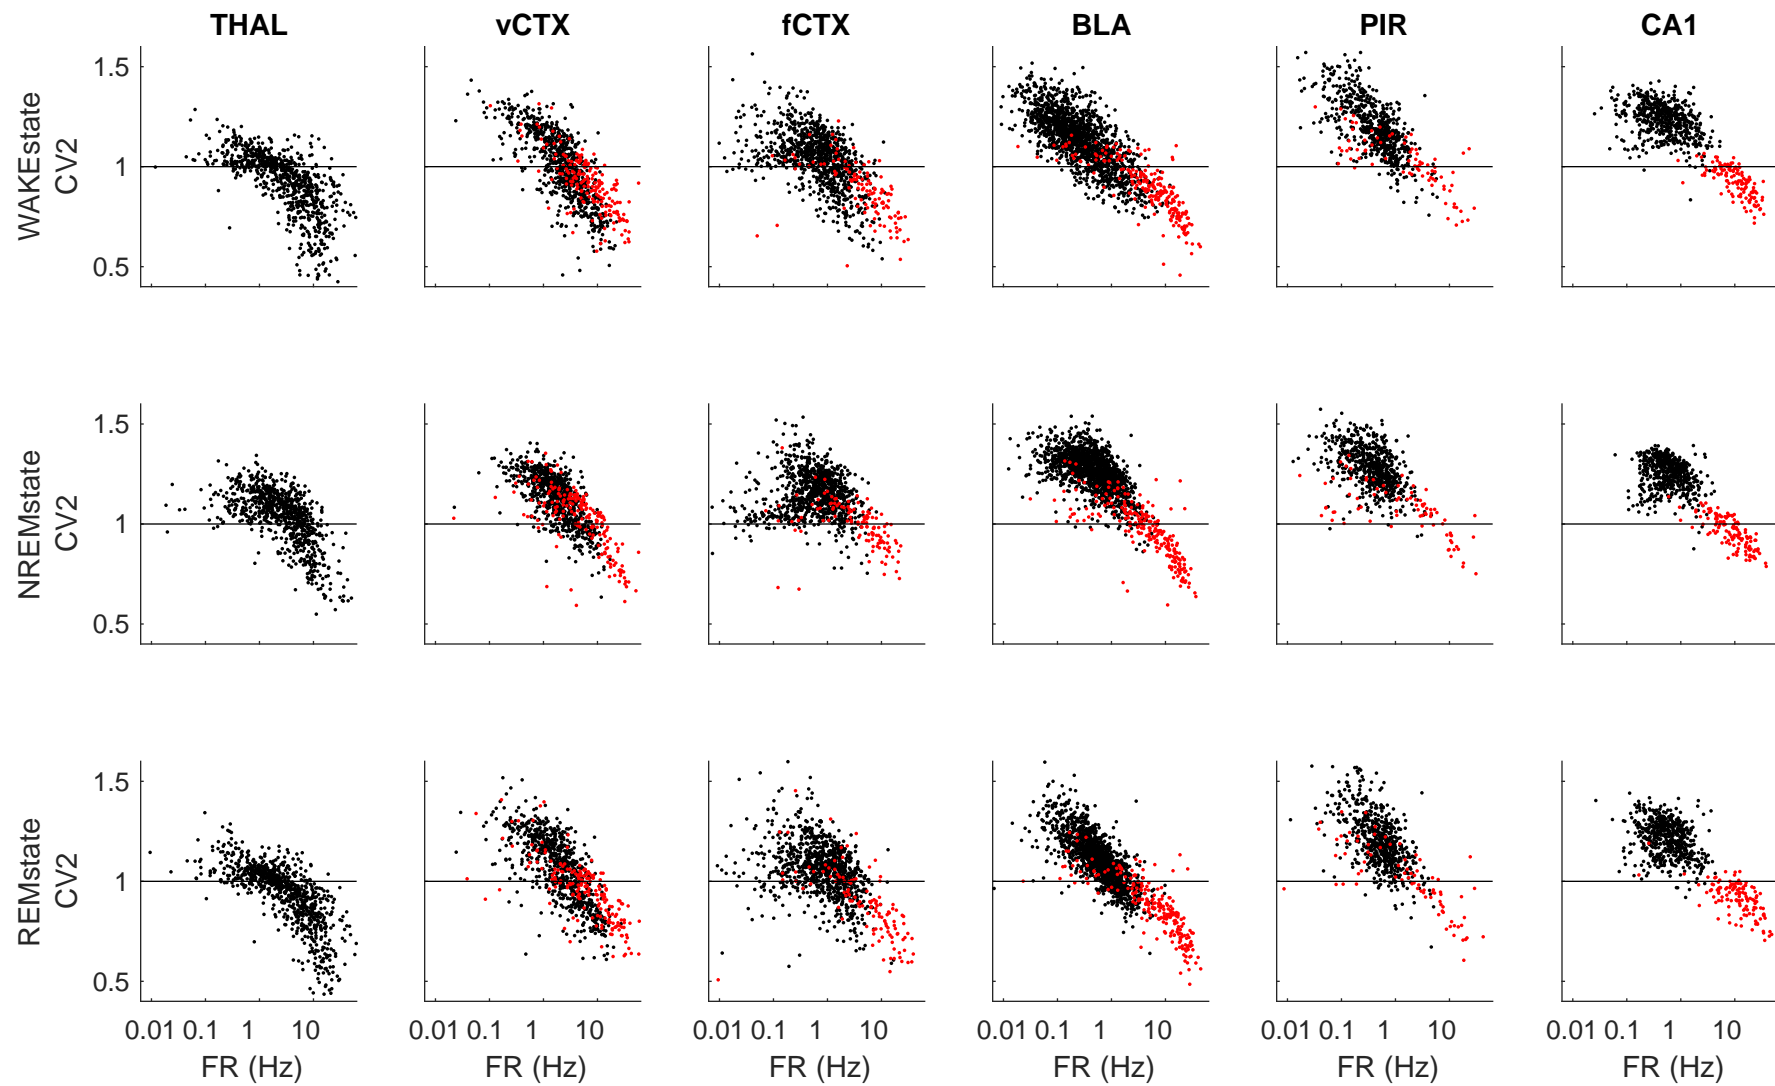 THAL vCTX fCTX BLA PIR CA1
WAKEstate
CV2
1.5
1
0.5
NREMstate
CV2
1.5
1
0.5
REMstate
CV2
1.5
1
0.5
0.01 0.1 1 10 0.01 0.1 1 10 0.01 0.1 1 10 0.01 0.1 1 10 0.01 0.1 1 10 0.01 0.1 1 10
FR (Hz) FR (Hz) FR (Hz) FR (Hz) FR (Hz) FR (Hz)